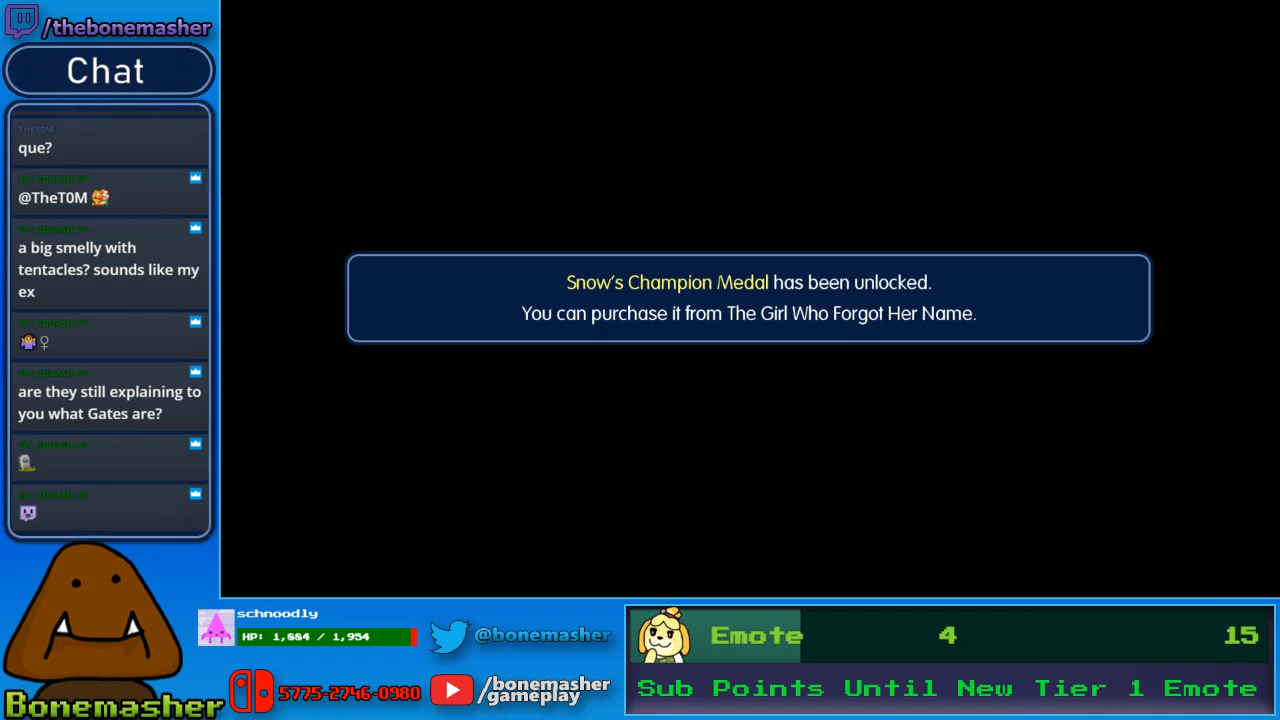 /thebonemasher
Chat
THET0M
que?
@TheT0M
a big smelly with
tentacles? sounds like my
ex
are they still explaining to
you what Gates are?
Snow's Champion Medal has been unlocked.
You can purchase it from The Girl Who Forgot Her Name.
schnoodly
HP: 1,884 / 1,954
@bonemasher
5775-2746-0980
/bonemasher
gameplay
Bonemasher
Emote 4 15
Sub Points Until New Tier 1 Emote